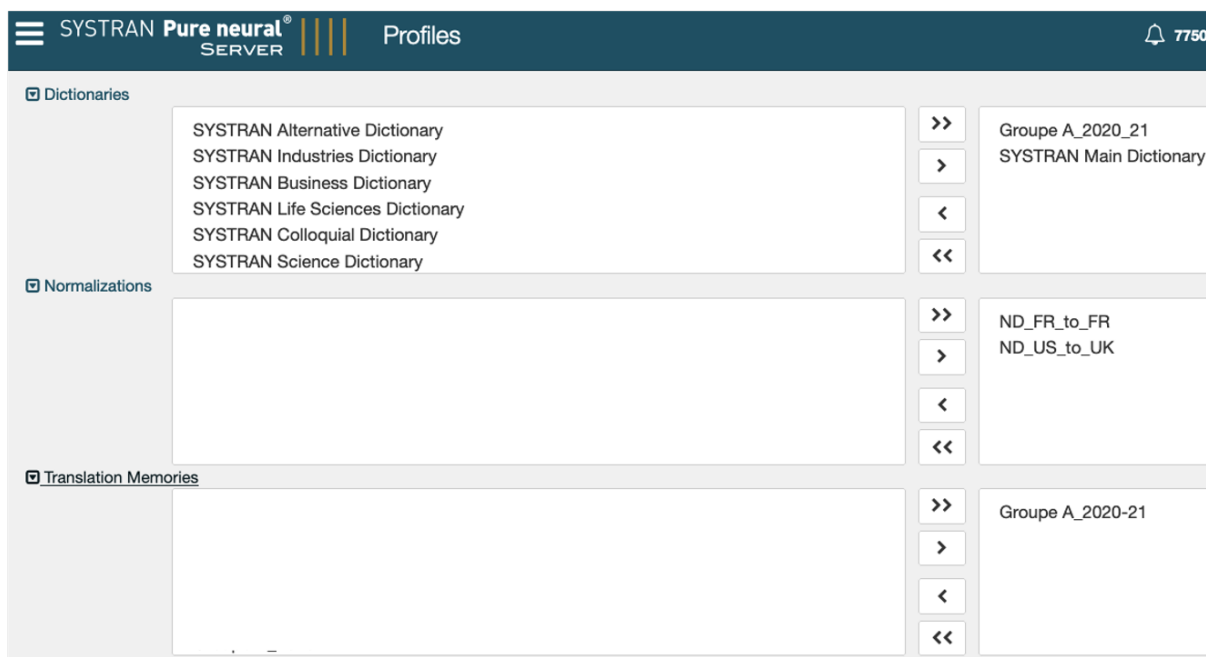 SYSTRAN Pure neural® SERVER
Profiles
7750
Dictionaries
SYSTRAN Alternative Dictionary
SYSTRAN Industries Dictionary
SYSTRAN Business Dictionary
SYSTRAN Life Sciences Dictionary
SYSTRAN Colloquial Dictionary
SYSTRAN Science Dictionary
>>
>
<
<<
Groupe A_2020_21
SYSTRAN Main Dictionary
Normalizations
>>
>
<
<<
ND_FR_to_FR
ND_US_to_UK
Translation Memories
>>
>
<
<<
Groupe A_2020-21